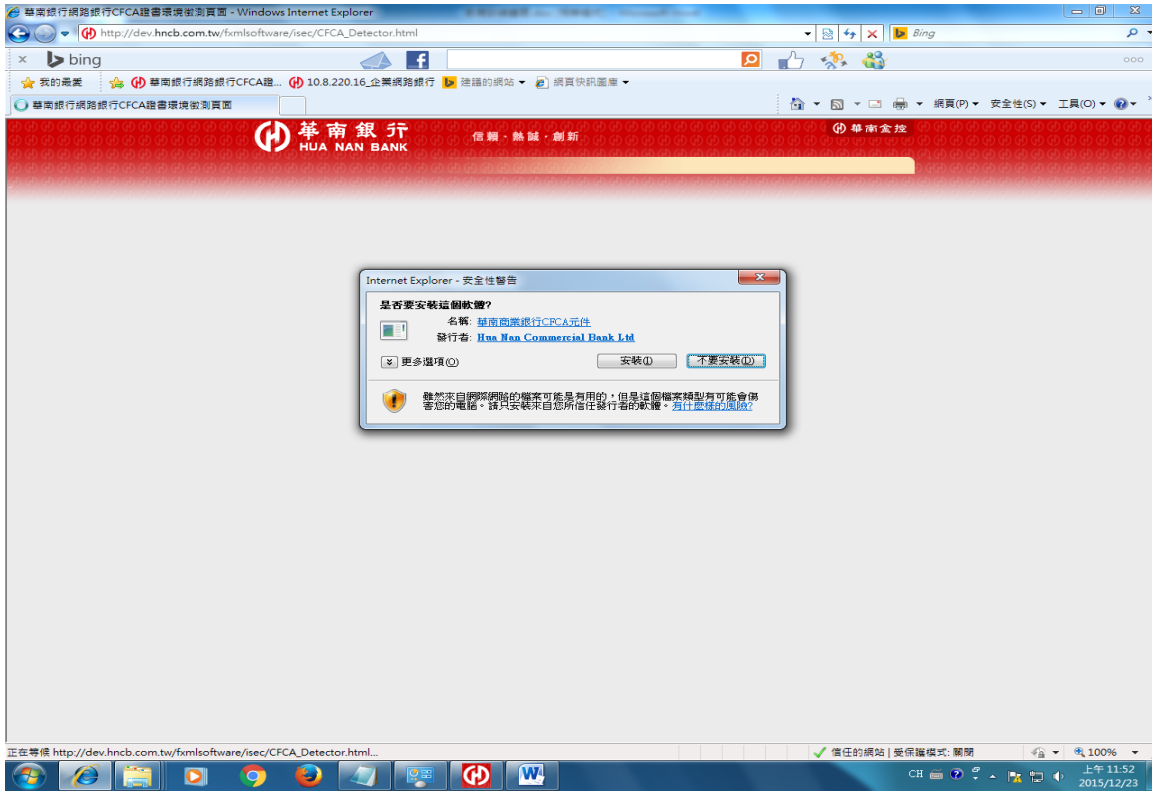 華南銀行網路銀行CFCA證書環境徵測頁面 - Windows Internet Explorer
http://dev.hncb.com.tw/fxmlsoftware/isec/CFCA_Detector.html
Bing
× bing
我的最愛 華南銀行網路銀行CFCA證... 10.8.220.16_企業網路銀行 建議的網站 網頁快訊圖庫
華南銀行網路銀行CFCA證書環境徵測頁面
網頁(P) 安全性(S) 工具(O)
華南銀行
HUA NAN BANK
信賴・熱誠・創新
華南金控
Internet Explorer - 安全性警告
是否要安裝這個軟體?
名稱: 華南商業銀行CFCA元件
發行者: Hua Nan Commercial Bank Ltd
更多選項(O) 安裝(I) 不要安裝(D)
雖然來自網際網路的檔案可能是有用的，但是這個檔案類型有可能會傷
害您的電腦。請只安裝來自您所信任發行者的軟體。有什麼樣的風險?
正在等候 http://dev.hncb.com.tw/fxmlsoftware/isec/CFCA_Detector.html...
信任的網站 | 受保護模式: 關閉 100%
CH 上午 11:52
2015/12/23